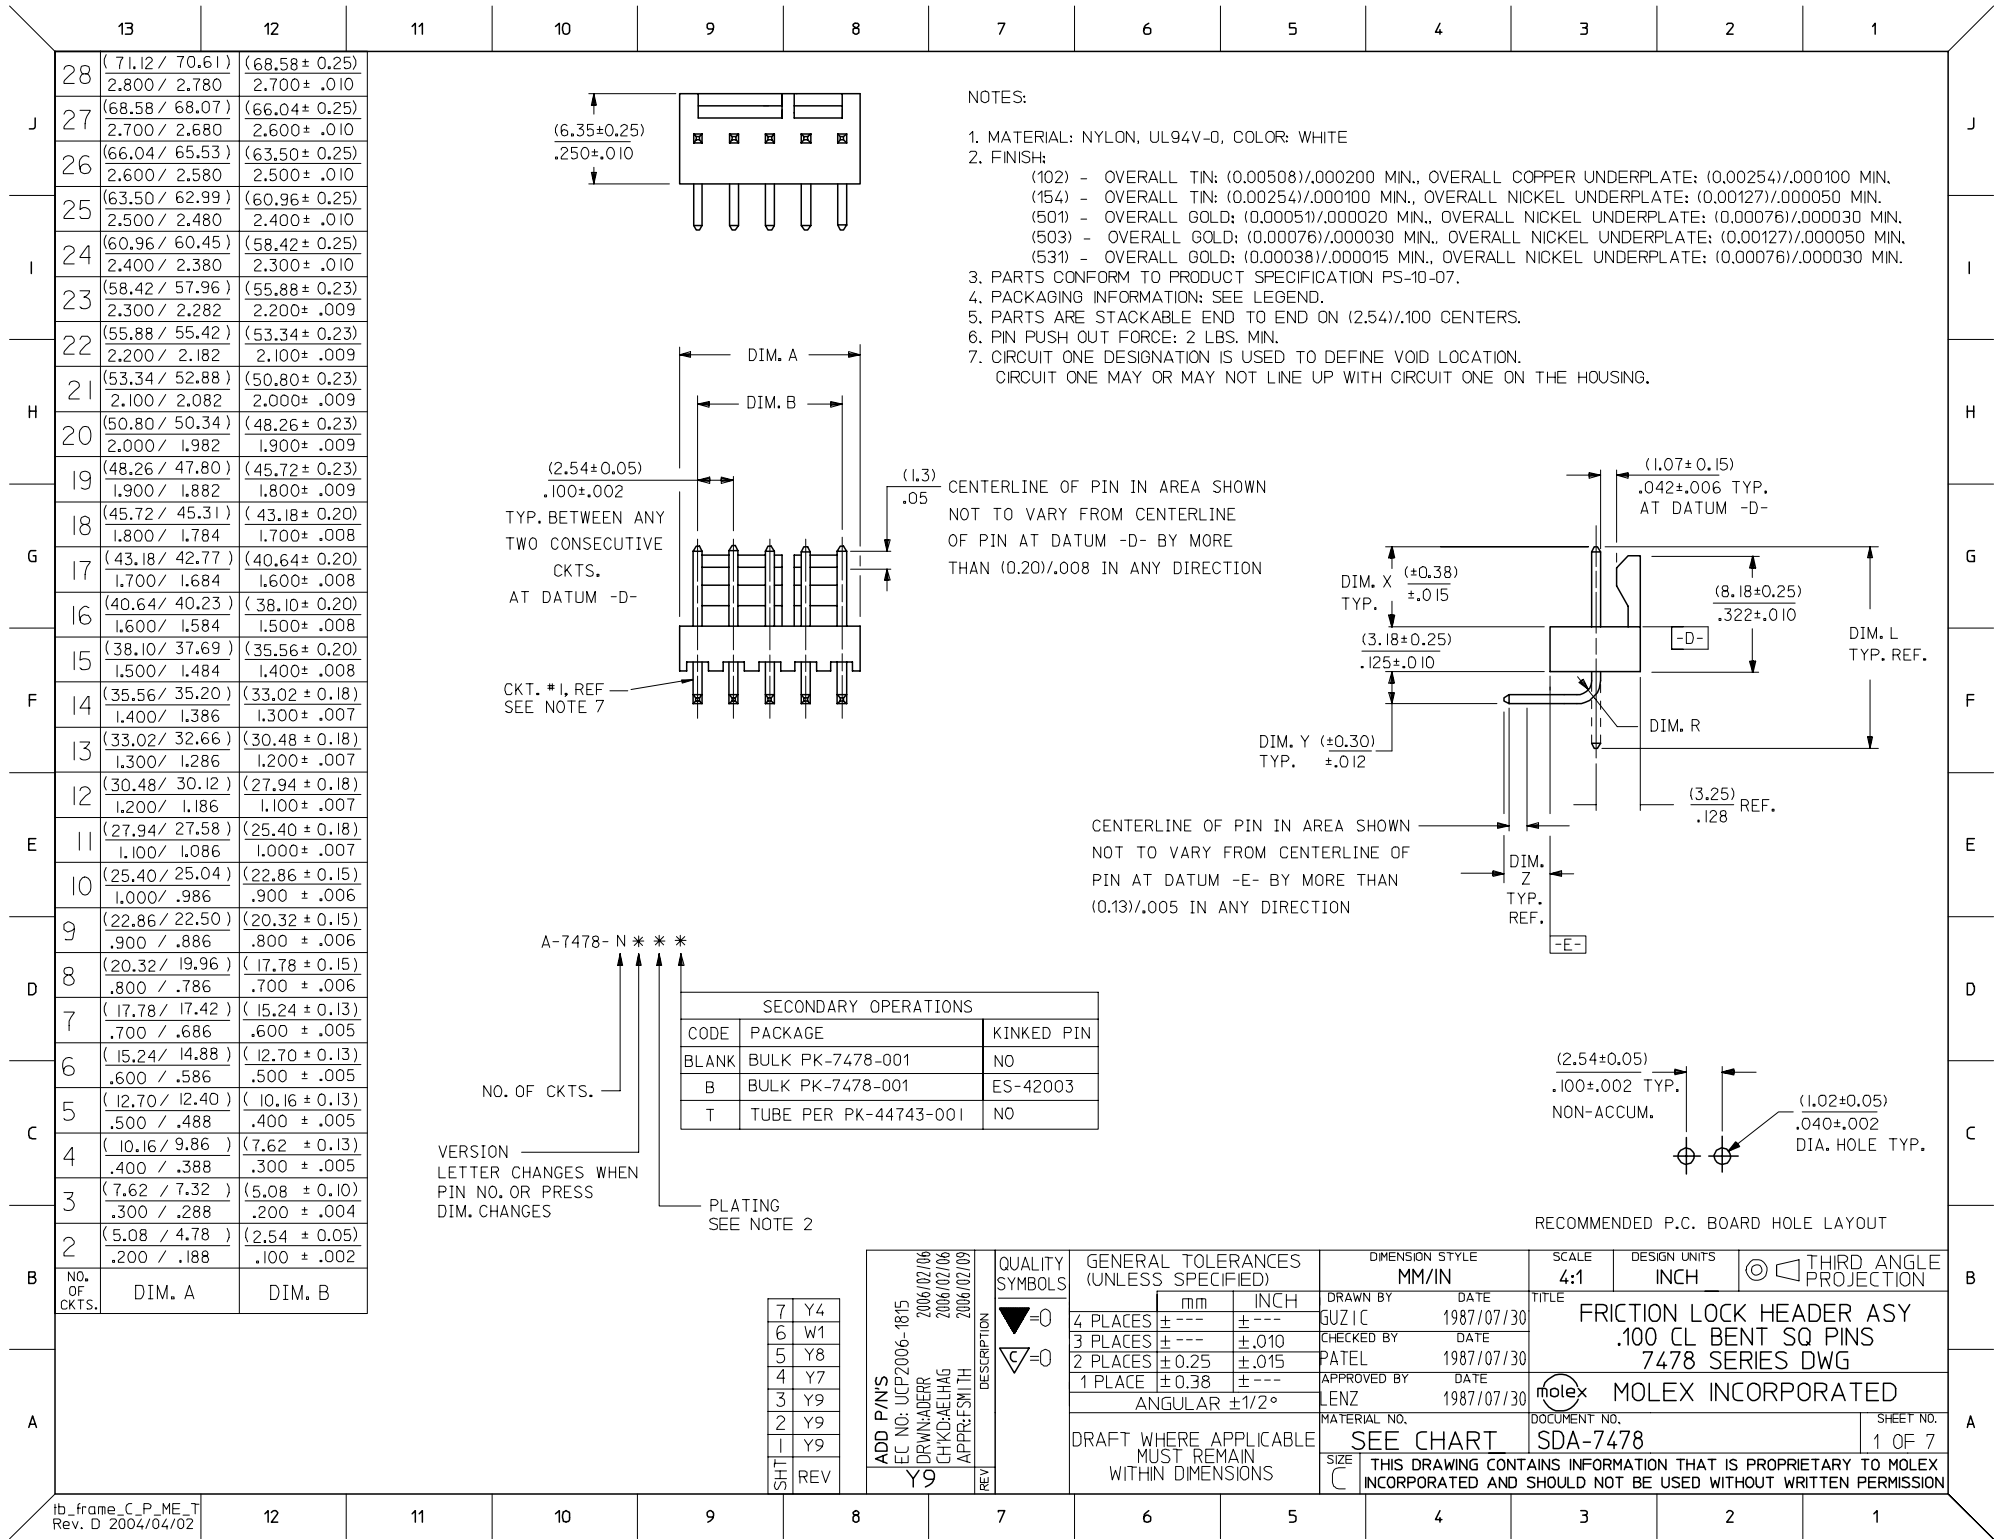 13 12 11 10 9 8 7 6 5 4 3 2 1
J
I
H
G
F
E
D
C
B
A
28 (71.12 / 70.61) (68.58± 0.25)
2.800 / 2.780 2.700± .010
27 (68.58 / 68.07) (66.04± 0.25)
2.700 / 2.680 2.600± .010
26 (66.04 / 65.53) (63.50± 0.25)
2.600 / 2.580 2.500± .010
25 (63.50 / 62.99) (60.96± 0.25)
2.500 / 2.480 2.400± .010
24 (60.96 / 60.45) (58.42± 0.25)
2.400 / 2.380 2.300± .010
23 (58.42 / 57.96) (55.88± 0.23)
2.300 / 2.282 2.200± .009
22 (55.88 / 55.42) (53.34± 0.23)
2.200 / 2.182 2.100± .009
21 (53.34 / 52.88) (50.80± 0.23)
2.100 / 2.082 2.000± .009
20 (50.80 / 50.34) (48.26± 0.23)
2.000 / 1.982 1.900± .009
19 (48.26 / 47.80) (45.72± 0.23)
1.900 / 1.882 1.800± .009
18 (45.72 / 45.31) (43.18± 0.20)
1.800 / 1.784 1.700± .008
17 (43.18 / 42.77) (40.64± 0.20)
1.700 / 1.684 1.600± .008
16 (40.64 / 40.23) (38.10± 0.20)
1.600 / 1.584 1.500± .008
15 (38.10 / 37.69) (35.56± 0.20)
1.500 / 1.484 1.400± .008
14 (35.56 / 35.20) (33.02± 0.18)
1.400 / 1.386 1.300± .007
13 (33.02 / 32.66) (30.48± 0.18)
1.300 / 1.286 1.200± .007
12 (30.48 / 30.12) (27.94± 0.18)
1.200 / 1.186 1.100± .007
11 (27.94 / 27.58) (25.40± 0.18)
1.100 / 1.086 1.000± .007
10 (25.40 / 25.04) (22.86± 0.15)
1.000 / .986 .900 ± .006
9 (22.86 / 22.50) (20.32± 0.15)
.900 / .886 .800 ± .006
8 (20.32 / 19.96) (17.78± 0.15)
.800 / .786 .700 ± .006
7 (17.78 / 17.42) (15.24± 0.13)
.700 / .686 .600 ± .005
6 (15.24 / 14.88) (12.70± 0.13)
.600 / .586 .500 ± .005
5 (12.70 / 12.40) (10.16± 0.13)
.500 / .488 .400 ± .005
4 (10.16 / 9.86) (7.62 ± 0.13)
.400 / .388 .300 ± .005
3 (7.62 / 7.32) (5.08 ± 0.10)
.300 / .288 .200 ± .004
2 (5.08 / 4.78) (2.54 ± 0.05)
.200 / .188 .100 ± .002
NO. OF CKTS. DIM. A DIM. B
(6.35±0.25)
.250±.010
NOTES:
1. MATERIAL: NYLON, UL94V-0, COLOR: WHITE
2. FINISH:
(102) - OVERALL TIN: (0.00508)/.000200 MIN., OVERALL COPPER UNDERPLATE: (0.00254)/.000100 MIN.
(154) - OVERALL TIN: (0.00254)/.000100 MIN., OVERALL NICKEL UNDERPLATE: (0.00127)/.000050 MIN.
(501) - OVERALL GOLD: (0.00051)/.000020 MIN., OVERALL NICKEL UNDERPLATE: (0.00076)/.000030 MIN.
(503) - OVERALL GOLD: (0.00076)/.000030 MIN., OVERALL NICKEL UNDERPLATE: (0.00127)/.000050 MIN.
(531) - OVERALL GOLD: (0.00038)/.000015 MIN., OVERALL NICKEL UNDERPLATE: (0.00076)/.000030 MIN.
3. PARTS CONFORM TO PRODUCT SPECIFICATION PS-10-07.
4. PACKAGING INFORMATION: SEE LEGEND.
5. PARTS ARE STACKABLE END TO END ON (2.54)/.100 CENTERS.
6. PIN PUSH OUT FORCE: 2 LBS. MIN.
7. CIRCUIT ONE DESIGNATION IS USED TO DEFINE VOID LOCATION.
CIRCUIT ONE MAY OR MAY NOT LINE UP WITH CIRCUIT ONE ON THE HOUSING.
DIM. A
DIM. B
(2.54±0.05)
.100±.002
TYP. BETWEEN ANY
TWO CONSECUTIVE
CKTS.
AT DATUM -D-
(1.3)
.05
CENTERLINE OF PIN IN AREA SHOWN
NOT TO VARY FROM CENTERLINE
OF PIN AT DATUM -D- BY MORE
THAN (0.20)/.008 IN ANY DIRECTION
CKT. #1, REF
SEE NOTE 7
(1.07±0.15)
.042±.006 TYP.
AT DATUM -D-
DIM. X (±0.38)
TYP. ±.015
(8.18±0.25)
.322±.010
(3.18±0.25)
.125±.010
-D-
DIM. L
TYP. REF.
DIM. R
DIM. Y (±0.30)
TYP. ±.012
(3.25)
.128 REF.
CENTERLINE OF PIN IN AREA SHOWN
NOT TO VARY FROM CENTERLINE OF
PIN AT DATUM -E- BY MORE THAN
(0.13)/.005 IN ANY DIRECTION
DIM.
Z
TYP.
REF.
-E-
A-7478- N * * *
SECONDARY OPERATIONS
CODE PACKAGE KINKED PIN
BLANK BULK PK-7478-001 NO
B BULK PK-7478-001 ES-42003
T TUBE PER PK-44743-001 NO
NO. OF CKTS.
VERSION
LETTER CHANGES WHEN
PIN NO. OR PRESS
DIM. CHANGES
PLATING
SEE NOTE 2
(2.54±0.05)
.100±.002 TYP.
NON-ACCUM.
(1.02±0.05)
.040±.002
DIA. HOLE TYP.
RECOMMENDED P.C. BOARD HOLE LAYOUT
7 Y4
6 W1
5 Y8
4 Y7
3 Y9
2 Y9
1 Y9
SHT REV
ADD P/N'S
EC NO: UCP2006-1815
DRWN:ADERR 2006/02/06
CH'KD:AELHAG 2006/02/06
APPR:FSMITH 2006/02/09
Y9
REV DESCRIPTION
QUALITY
SYMBOLS
=0
C =0
GENERAL TOLERANCES
(UNLESS SPECIFIED)
mm INCH
4 PLACES ± --- ± ---
3 PLACES ± --- ±.010
2 PLACES ± 0.25 ±.015
1 PLACE ± 0.38 ± ---
ANGULAR ±1/2°
DRAFT WHERE APPLICABLE
MUST REMAIN
WITHIN DIMENSIONS
DIMENSION STYLE
MM/IN
SCALE
4:1
DESIGN UNITS
INCH
THIRD ANGLE
PROJECTION
DRAWN BY DATE
GUZIC 1987/07/30
CHECKED BY DATE
PATEL 1987/07/30
APPROVED BY DATE
LENZ 1987/07/30
TITLE
FRICTION LOCK HEADER ASY
.100 CL BENT SQ PINS
7478 SERIES DWG
molex MOLEX INCORPORATED
MATERIAL NO.
SEE CHART
DOCUMENT NO.
SDA-7478
SHEET NO.
1 OF 7
SIZE
C
THIS DRAWING CONTAINS INFORMATION THAT IS PROPRIETARY TO MOLEX
INCORPORATED AND SHOULD NOT BE USED WITHOUT WRITTEN PERMISSION
tb_frame_C_P_ME_T
Rev. D 2004/04/02
12 11 10 9 8 7 6 5 4 3 2 1
J
I
H
G
F
E
D
C
B
A